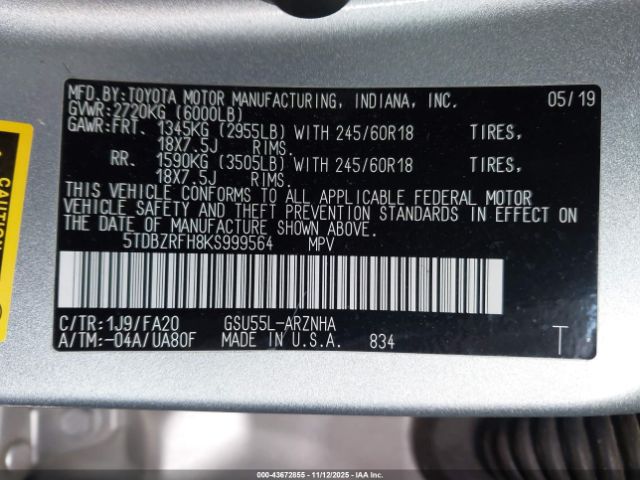 MFD.BY:TOYOTA MOTOR MANUFACTURING, INDIANA, INC. 05/19
GVWR:2720KG (6000LB)
GAWR:FRT. 1345KG (2955LB) WITH 245/60R18 TIRES,
18X7.5J RIMS.
RR. 1590KG (3505LB) WITH 245/60R18 TIRES,
18X7.5J RIMS.
THIS VEHICLE CONFORMS TO ALL APPLICABLE FEDERAL MOTOR
VEHICLE SAFETY AND THEFT PREVENTION STANDARDS IN EFFECT ON
THE DATE OF MANUFACTURE SHOWN ABOVE.
5TDBZRFH8KS999564 MPV
C/TR:1J9/FA20 GSU55L-ARZNHA
A/TM:-04A/UA80F MADE IN U.S.A. 834 T
CAUTION
00-43672855 - 11/12/2025 - IAAI.CA